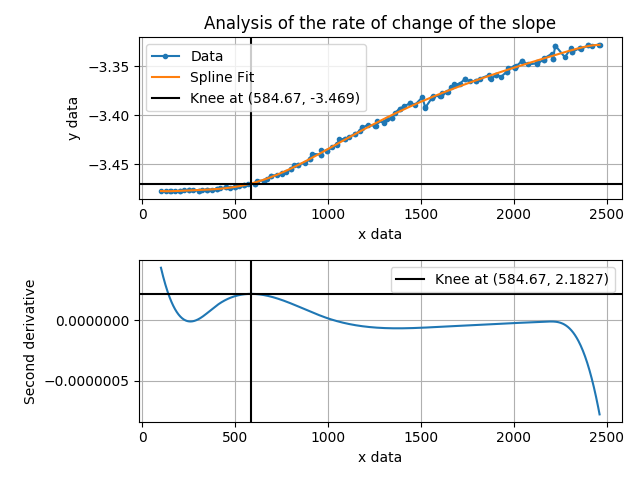 Analysis of the rate of change of the slope
Data
Spline Fit
Knee at (584.67, -3.469)
−3.35
−3.40
−3.45
y data
0
500
1000
1500
2000
2500
x data
Knee at (584.67, 2.1827)
0.0000000
−0.0000005
Second derivative
0
500
1000
1500
2000
2500
x data